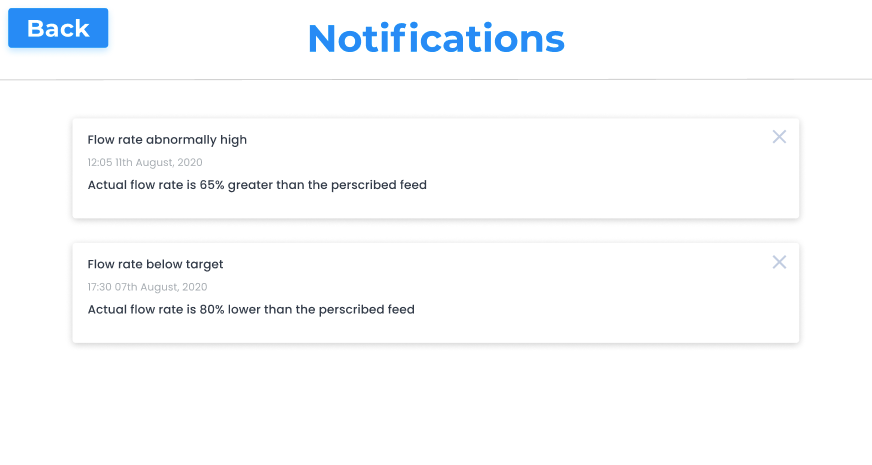 Back
Notifications
Flow rate abnormally high
12:05 11th August, 2020
Actual flow rate is 65% greater than the perscribed feed
Flow rate below target
17:30 07th August, 2020
Actual flow rate is 80% lower than the perscribed feed